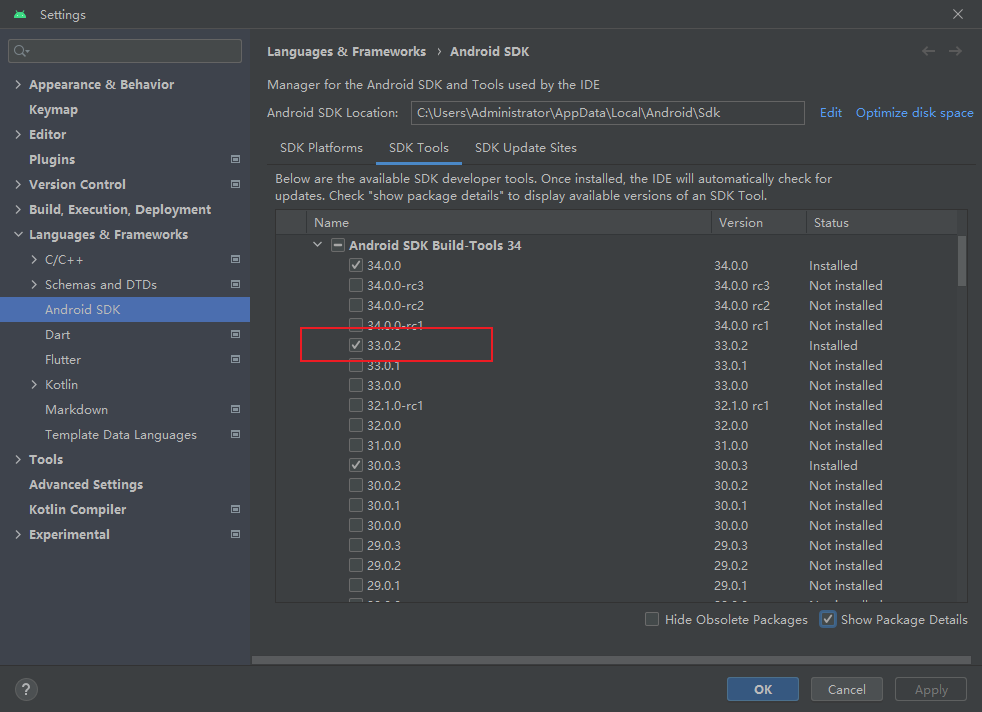 Settings
Appearance & Behavior
Keymap
Editor
Plugins
Version Control
Build, Execution, Deployment
Languages & Frameworks
C/C++
Schemas and DTDs
Android SDK
Dart
Flutter
Kotlin
Markdown
Template Data Languages
Tools
Advanced Settings
Kotlin Compiler
Experimental
Languages & Frameworks › Android SDK
Manager for the Android SDK and Tools used by the IDE
Android SDK Location: C:\Users\Administrator\AppData\Local\Android\Sdk Edit Optimize disk space
SDK Platforms SDK Tools SDK Update Sites
Below are the available SDK developer tools. Once installed, the IDE will automatically check for
updates. Check "show package details" to display available versions of an SDK Tool.
Name Version Status
Android SDK Build-Tools 34
34.0.0 34.0.0 Installed
34.0.0-rc3 34.0.0 rc3 Not installed
34.0.0-rc2 34.0.0 rc2 Not installed
34.0.0-rc1 34.0.0 rc1 Not installed
33.0.2 33.0.2 Installed
33.0.1 33.0.1 Not installed
33.0.0 33.0.0 Not installed
32.1.0-rc1 32.1.0 rc1 Not installed
32.0.0 32.0.0 Not installed
31.0.0 31.0.0 Not installed
30.0.3 30.0.3 Installed
30.0.2 30.0.2 Not installed
30.0.1 30.0.1 Not installed
30.0.0 30.0.0 Not installed
29.0.3 29.0.3 Not installed
29.0.2 29.0.2 Not installed
29.0.1 29.0.1 Not installed
Hide Obsolete Packages Show Package Details
? OK Cancel Apply